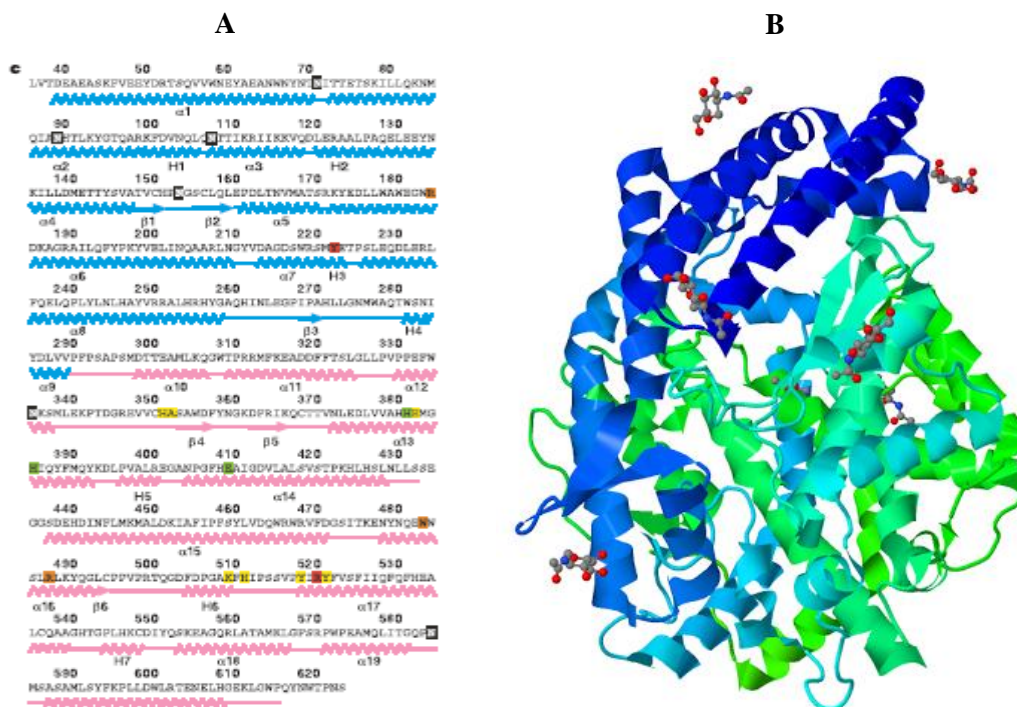 A
B
c
40 50 60 70 80
LVTDEAEASKFVEEYDRTSQVVWNEYAEANWNYNTNITTETSKILLQKNM
α1
90 100 110 120 130
QIANHTLKYGTQARKFDVNQLQNTTIKRIIKKVQDLERAALPAQELEEYN
α2 H1 α3 H2
140 150 160 170 180
KILLDMETTYSVATVCHPNGSCLQLEPDLTNVMATSRKYEDLLWAWEGWR
α4 β1 β2 α5
190 200 210 220 230
DKAGRAILQFYPKYVELINQAARLNGYVDAGDSWRSMYETPSLEQDLERL
α6 α7 H3
240 250 260 270 280
FQELQPLYLNLHAYVRRALHRHYGAQHINLEGPIPAHLLGNMWAQTWSNI
α8 β3 H4
290 300 310 320 330
YDLVVPFPSAPSMDTTEAMLKQGWTPRRMFKEADDFFTSLGLLPVPPEFW
α9 α10 α11 α12
340 350 360 370 380
NKSMLEKPTDGREVVCHASAWDFYNGKDFRIKQCTTVNLEDLVVAHHEMG
β4 β5 α13
390 400 410 420 430
HIQYFMQYKDLPVALREGANPGFHEAIGDVLALSVSTPKHLHSLNLLSSE
H5 α14
440 450 460 470 480
GGSDEHDINFLMKMALDKIAFIPFSYLVDQWRWRVFDGSITKENYNQEWW
α15
490 500 510 520 530
SLRLKYQGLCPPVPRTQGDFDPGAKFHIPSSVPYIRYFVSFIIQFQFHEA
α16 β6 H6 α17
540 550 560 570 580
LCQAAGHTGPLHKCDIYQSKEAGQRLATAMKLGFSRPWPEAMQLITGQPN
H7 α18 α19
590 600 610 620
MSASAMLSYFKPLLDWLATENELHGEKLGWPQYNWTPNS